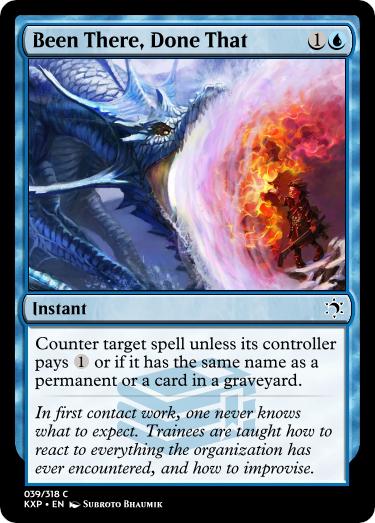 Been There, Done That 1
Instant
Counter target spell unless its controller
pays 1 or if it has the same name as a
permanent or a card in a graveyard.
In first contact work, one never knows
what to expect. Trainees are taught how to
react to everything the organization has
ever encountered, and how to improvise.
039/318 C
KXP • EN Subroto Bhaumik